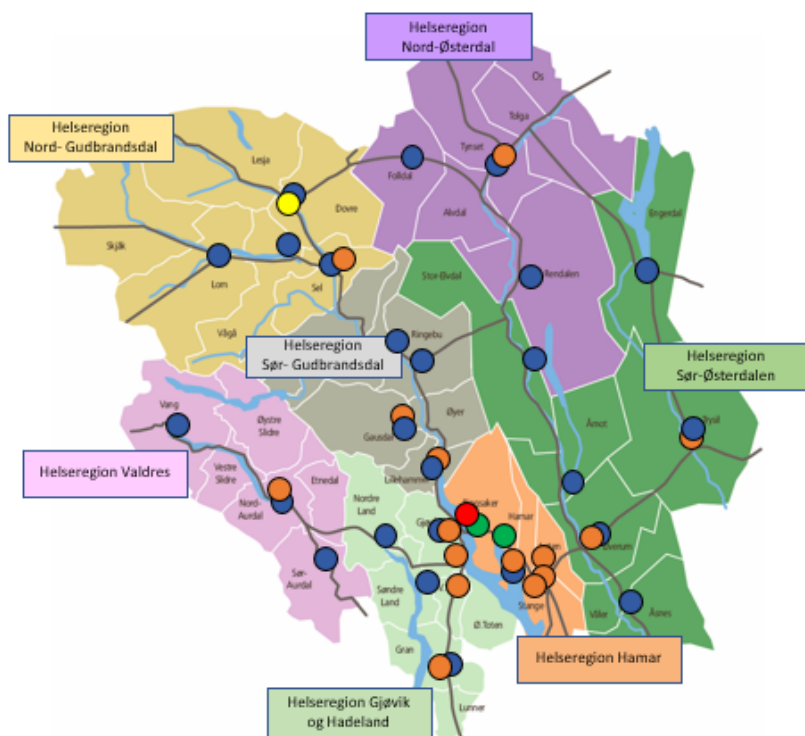 Helseregion
Nord-Østerdal
Os
Tolga
Tynset
Helseregion
Nord- Gudbrandsdal
Lesja
Folldal
Dovre
Alvdal
Engerdal
Skjåk
Lom
Sel
Stor-Elvdal
Rendalen
Vågå
Ringebu
Helseregion
Sør- Gudbrandsdal
Helseregion
Sør-Østerdalen
Vang
Øystre
Slidre
Øyer
Åmot
Gausdal
Helseregion Valdres
Vestre
Slidre
Etnedal
Lillehammer
Nord-
Aurdal
Nordre
Land
Hamar
Sør-
Aurdal
Søndre
Land
Stange
Våler
Åsnes
Ø.Toten
Gran
Helseregion Hamar
Helseregion Gjøvik
og Hadeland
Lunner